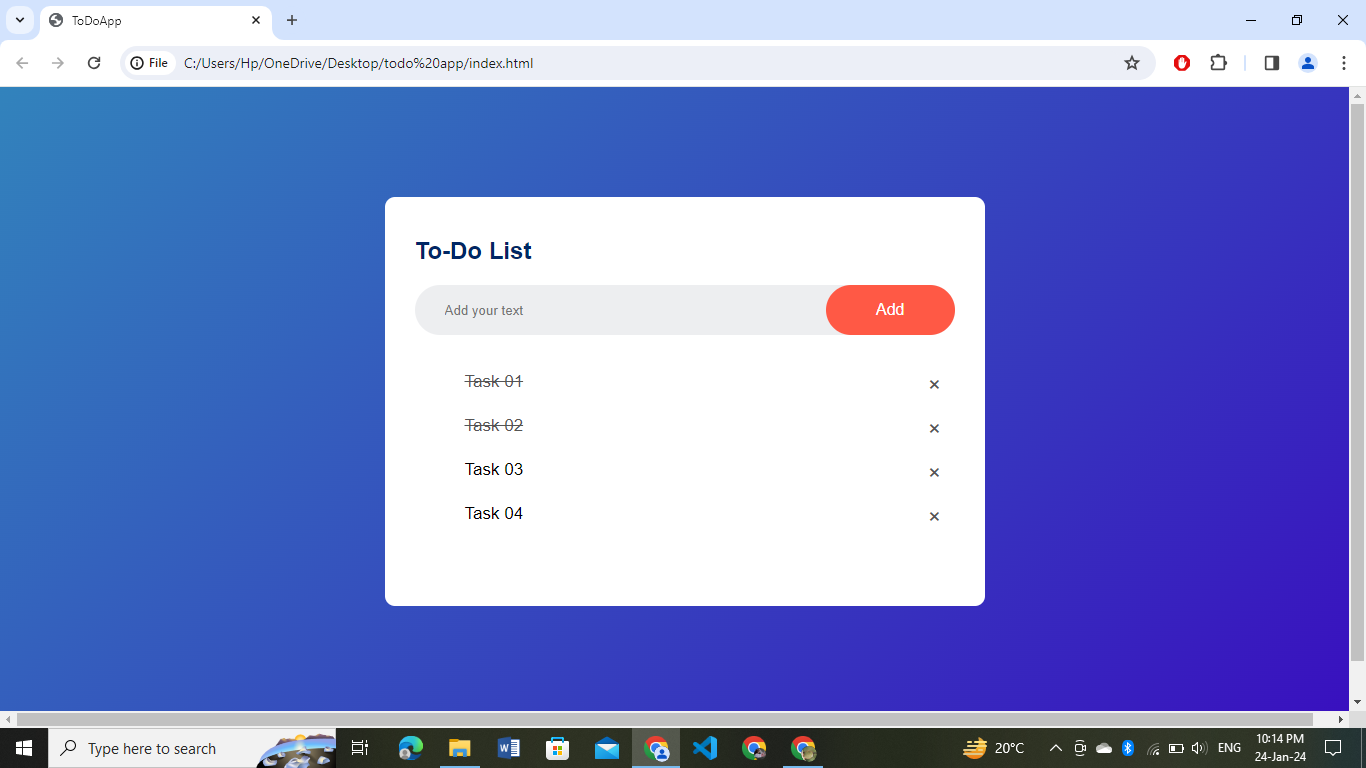 ToDoApp
File
C:/Users/Hp/OneDrive/Desktop/todo%20app/index.html
To-Do List
Add your text
Add
Task 01
Task 02
Task 03
Task 04
Type here to search
20°C
ENG
10:14 PM
24-Jan-24